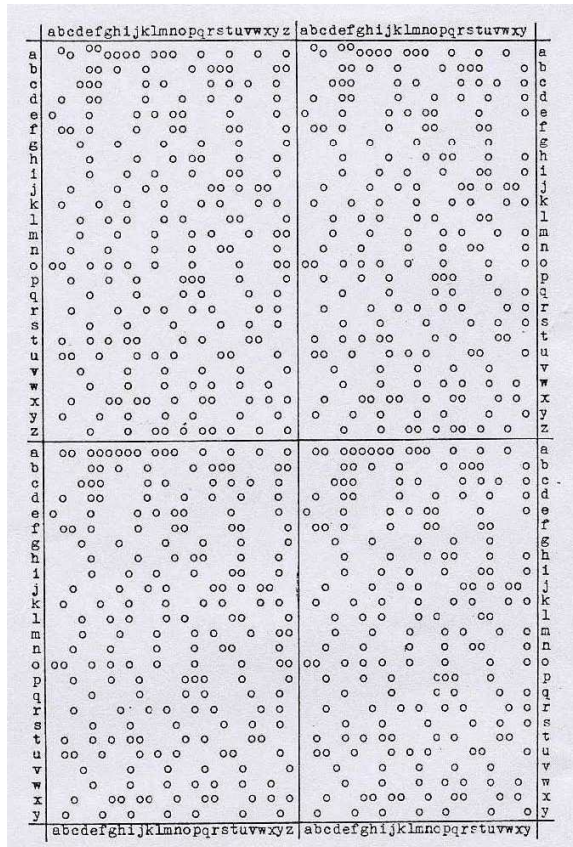 abcdefghijklmnopqrstuvwxyz abcdefghijklmnopqrstuvwxy
a a
b b
c c
d d
e e
f f
g g
h h
i i
j j
k k
l l
m m
n n
o o
p p
q q
r r
s s
t t
u u
v v
w w
x x
y y
z z
a a
b b
c c
d d
e e
f f
g g
h h
i i
j j
k k
l l
m m
n n
o o
p p
q q
r r
s s
t t
u u
v v
w w
x x
y y
abcdefghijklmnopqrstuvwxyz abcdefghijklmnopqrstuvwxy